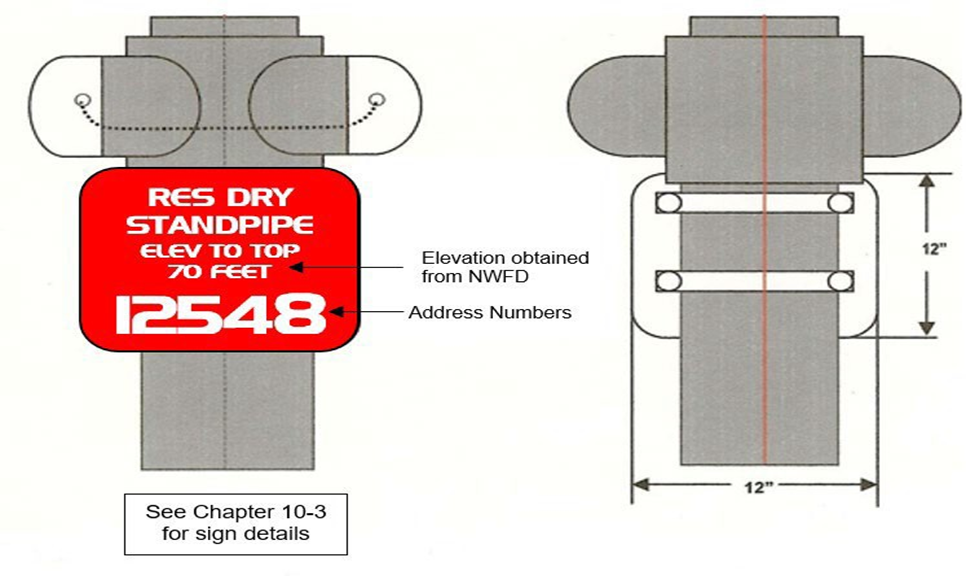 RES DRY
STANDPIPE
ELEV TO TOP
70 FEET
12548
Elevation obtained
from NWFD
Address Numbers
See Chapter 10-3
for sign details
12"
12"